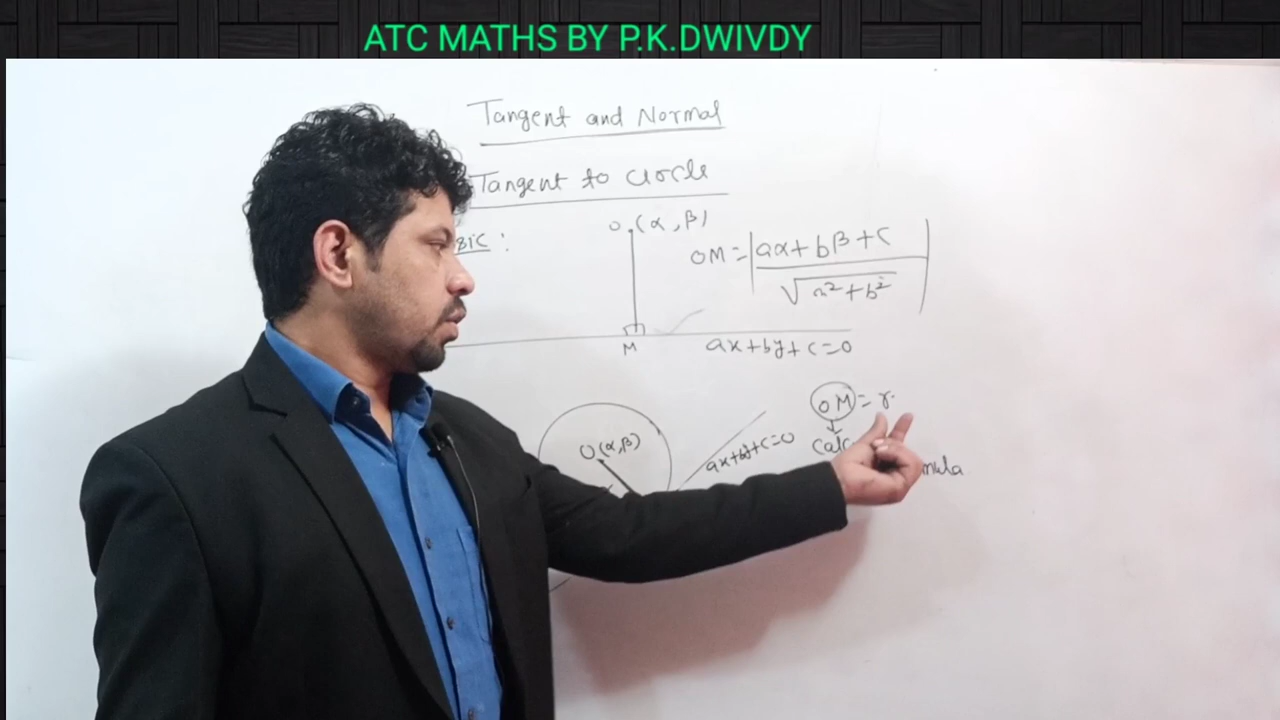 ATC MATHS BY P.K.DWIVDY
Tangent and Normal
Tangent to Circle
O (α, β)
OM = |aα + bβ + c / √a² + b²|
M
ax + by + c = 0
OM = r
O(α, β)
ax + by + c = 0